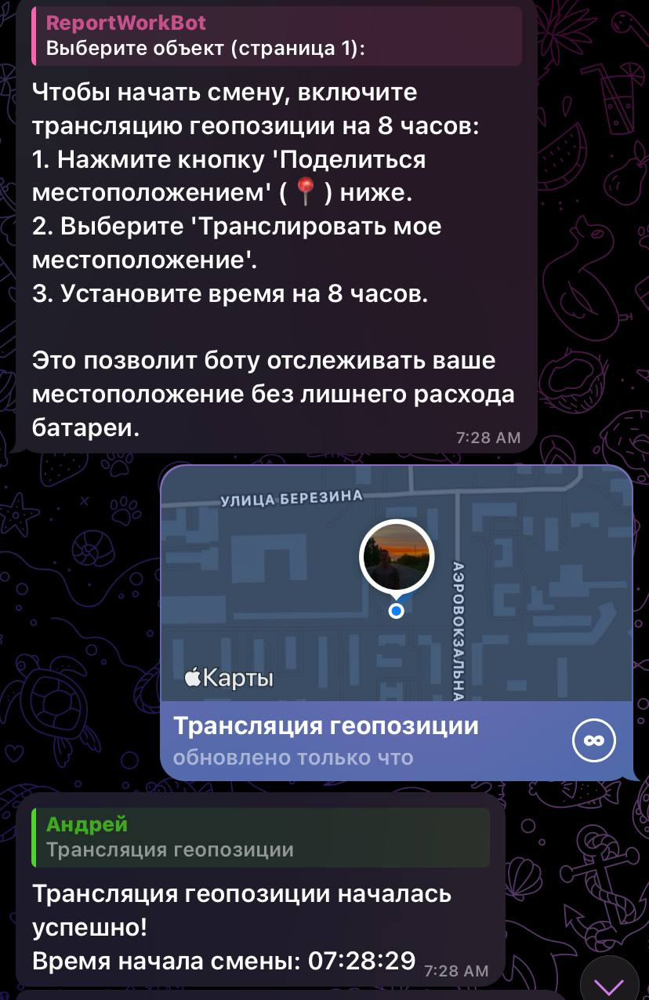 ReportWorkBot
Выберите объект (страница 1):
Чтобы начать смену, включите
трансляцию геопозиции на 8 часов:
1. Нажмите кнопку 'Поделиться
местоположением' (📍) ниже.
2. Выберите 'Транслировать мое
местоположение'.
3. Установите время на 8 часов.
Это позволит боту отслеживать ваше
местоположение без лишнего расхода
батареи.
7:28 AM
УЛИЦА БЕРЕЗИНА
АЭРОВОКЗАЛЬНА
Карты
Трансляция геопозиции
обновлено только что
Андрей
Трансляция геопозиции
Трансляция геопозиции началась
успешно!
Время начала смены: 07:28:29
7:28 AM